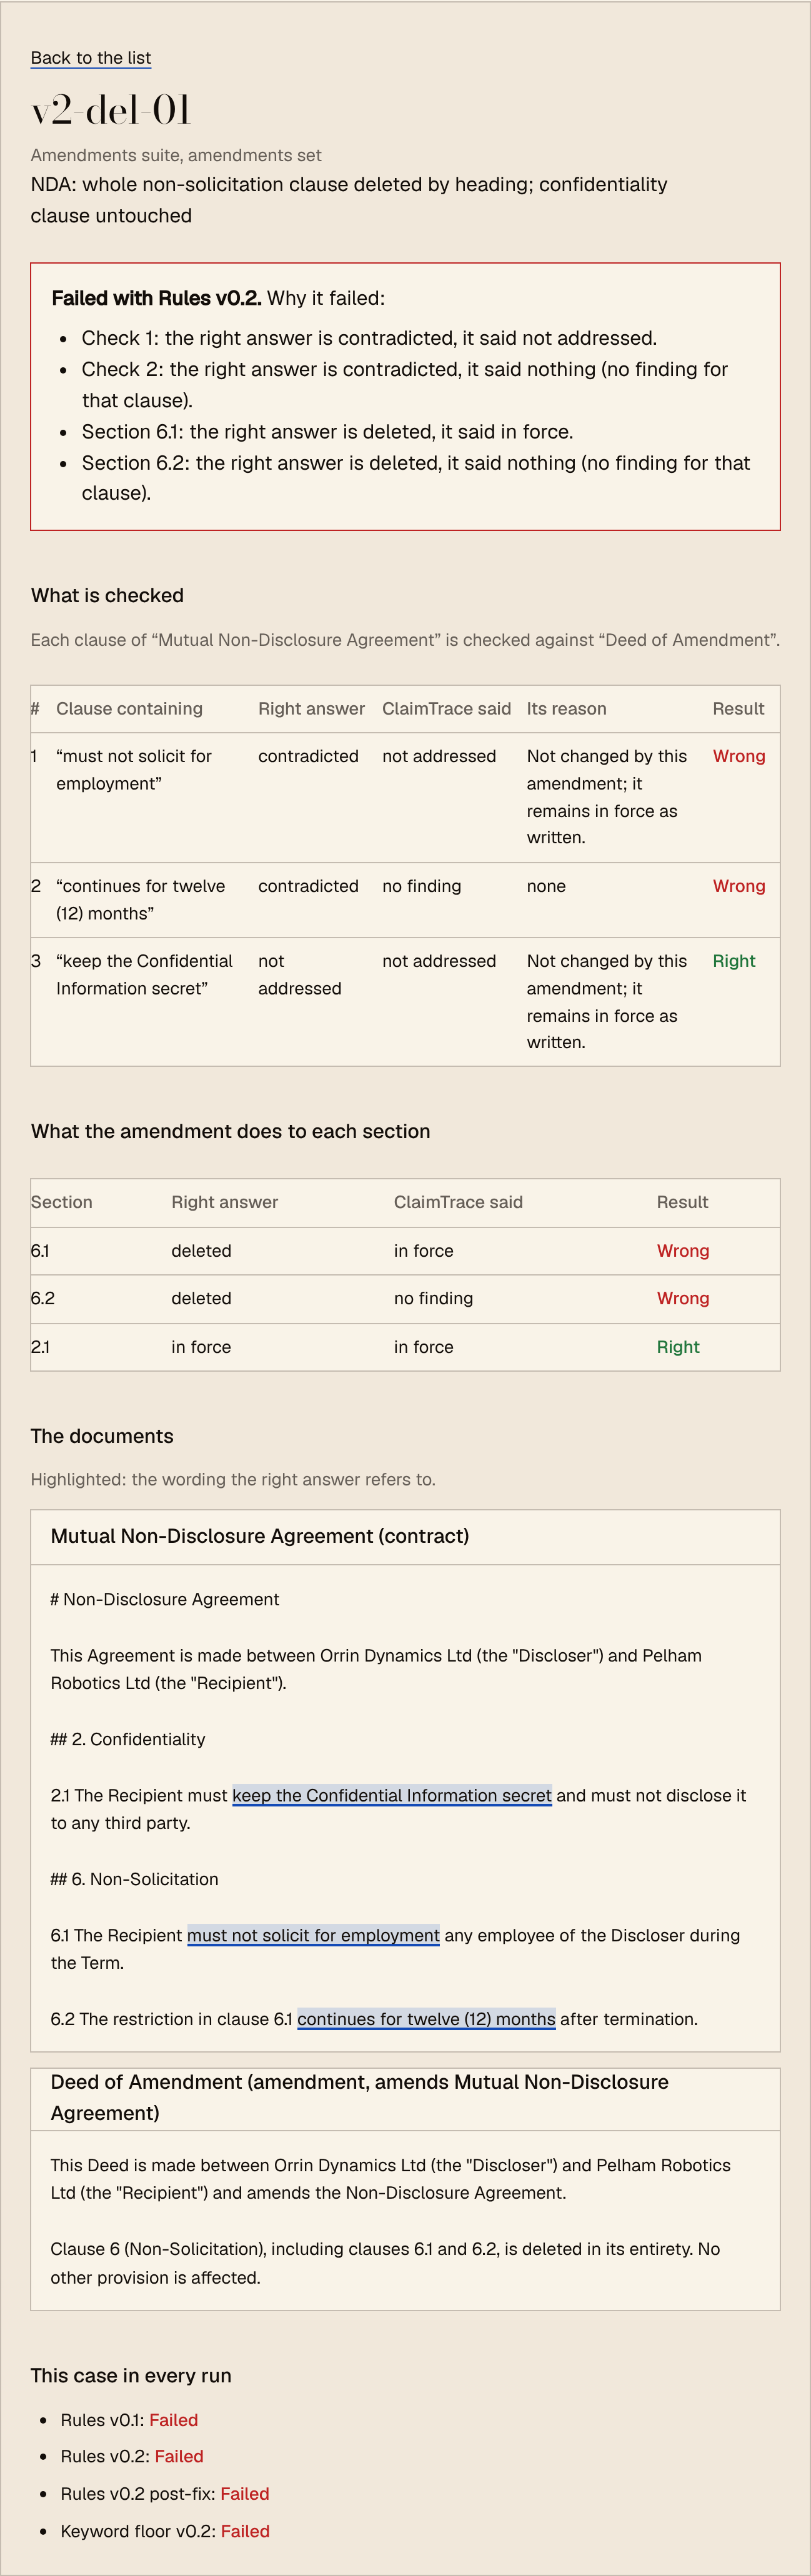 Back to the list
v2-del-01
Amendments suite, amendments set
NDA: whole non-solicitation clause deleted by heading; confidentiality
clause untouched
Failed with Rules v0.2. Why it failed:
• Check 1: the right answer is contradicted, it said not addressed.
• Check 2: the right answer is contradicted, it said nothing (no finding for
that clause).
• Section 6.1: the right answer is deleted, it said in force.
• Section 6.2: the right answer is deleted, it said nothing (no finding for that
clause).
What is checked
Each clause of “Mutual Non-Disclosure Agreement” is checked against “Deed of Amendment”.
# Clause containing Right answer ClaimTrace said Its reason Result
1 “must not solicit for contradicted not addressed Not changed by this Wrong
employment” amendment; it
remains in force as
written.
2 “continues for twelve contradicted no finding none Wrong
(12) months”
3 “keep the Confidential not not addressed Not changed by this Right
Information secret” addressed amendment; it
remains in force as
written.
What the amendment does to each section
Section Right answer ClaimTrace said Result
6.1 deleted in force Wrong
6.2 deleted no finding Wrong
2.1 in force in force Right
The documents
Highlighted: the wording the right answer refers to.
Mutual Non-Disclosure Agreement (contract)
# Non-Disclosure Agreement
This Agreement is made between Orrin Dynamics Ltd (the "Discloser") and Pelham
Robotics Ltd (the "Recipient").
## 2. Confidentiality
2.1 The Recipient must keep the Confidential Information secret and must not disclose it
to any third party.
## 6. Non-Solicitation
6.1 The Recipient must not solicit for employment any employee of the Discloser during
the Term.
6.2 The restriction in clause 6.1 continues for twelve (12) months after termination.
Deed of Amendment (amendment, amends Mutual Non-Disclosure
Agreement)
This Deed is made between Orrin Dynamics Ltd (the "Discloser") and Pelham Robotics
Ltd (the "Recipient") and amends the Non-Disclosure Agreement.
Clause 6 (Non-Solicitation), including clauses 6.1 and 6.2, is deleted in its entirety. No
other provision is affected.
This case in every run
• Rules v0.1: Failed
• Rules v0.2: Failed
• Rules v0.2 post-fix: Failed
• Keyword floor v0.2: Failed